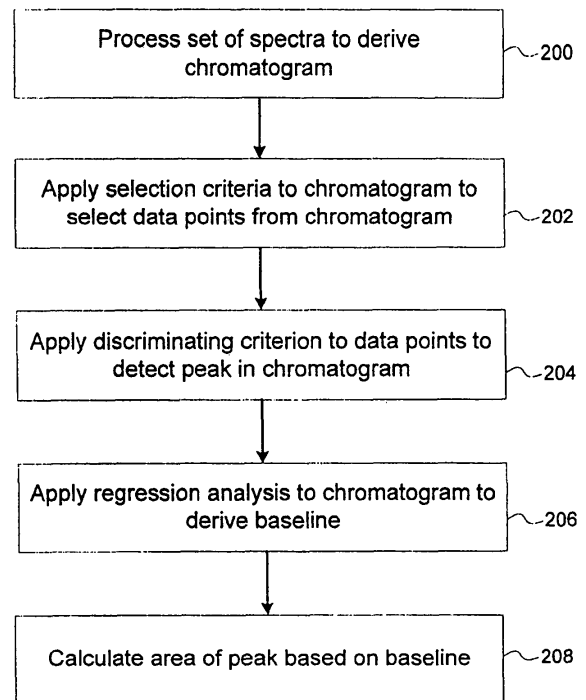 Process set of spectra to derive
chromatogram
200
Apply selection criteria to chromatogram to
select data points from chromatogram
202
Apply discriminating criterion to data points to
detect peak in chromatogram
204
Apply regression analysis to chromatogram to
derive baseline
206
Calculate area of peak based on baseline
208